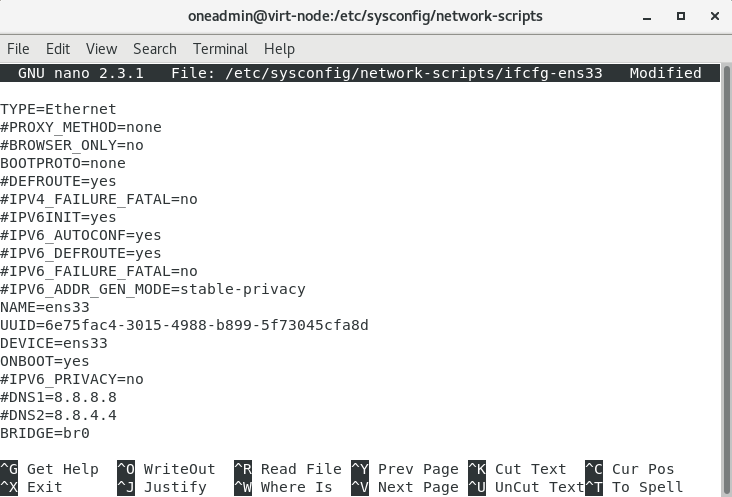 oneadmin@virt-node:/etc/sysconfig/network-scripts
File Edit View Search Terminal Help
GNU nano 2.3.1 File: /etc/sysconfig/network-scripts/ifcfg-ens33 Modified
TYPE=Ethernet
#PROXY_METHOD=none
#BROWSER_ONLY=no
BOOTPROTO=none
#DEFROUTE=yes
#IPV4_FAILURE_FATAL=no
#IPV6INIT=yes
#IPV6_AUTOCONF=yes
#IPV6_DEFROUTE=yes
#IPV6_FAILURE_FATAL=no
#IPV6_ADDR_GEN_MODE=stable-privacy
NAME=ens33
UUID=6e75fac4-3015-4988-b899-5f73045cfa8d
DEVICE=ens33
ONBOOT=yes
#IPV6_PRIVACY=no
#DNS1=8.8.8.8
#DNS2=8.8.4.4
BRIDGE=br0
^G Get Help ^O WriteOut ^R Read File ^Y Prev Page ^K Cut Text ^C Cur Pos
^X Exit ^J Justify ^W Where Is ^V Next Page ^U UnCut Text ^T To Spell